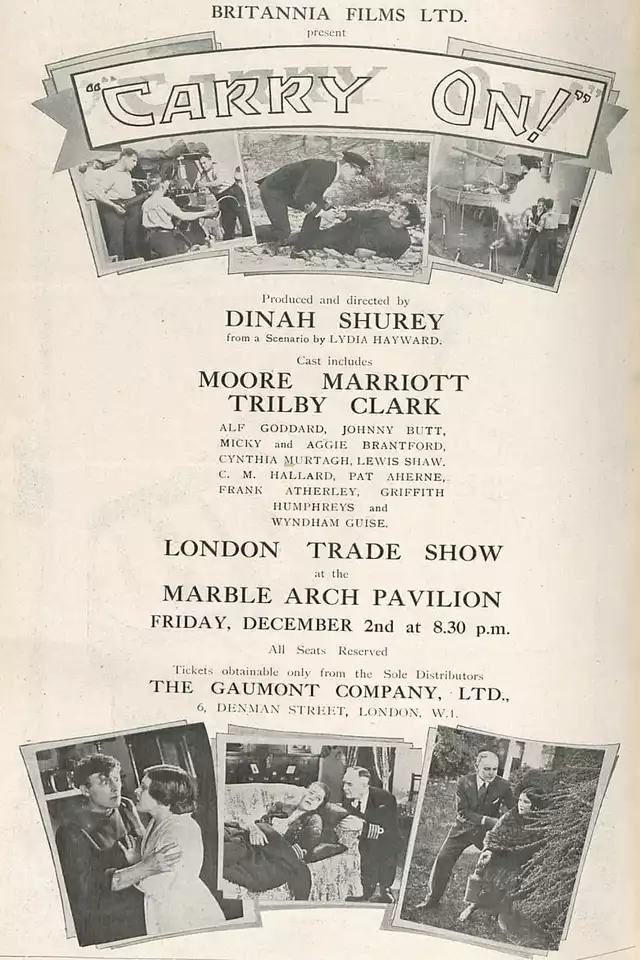 BRITANNIA FILMS LTD.
present
"CARRY ON!"
Produced and directed by
DINAH SHUREY
from a Scenario by LYDIA HAYWARD.
Cast includes
MOORE MARRIOTT
TRILBY CLARK
ALF GODDARD, JOHNNY BUTT,
MICKY and AGGIE BRANTFORD,
CYNTHIA MURTAGH, LEWIS SHAW.
C. M. HALLARD, PAT AHERNE,
FRANK ATHERLEY, GRIFFITH
HUMPHREYS and
WYNDHAM GUISE.
LONDON TRADE SHOW
at the
MARBLE ARCH PAVILION
FRIDAY, DECEMBER 2nd at 8.30 p.m.
All Seats Reserved
Tickets obtainable only from the Sole Distributors
THE GAUMONT COMPANY, LTD.,
6, DENMAN STREET, LONDON, W.1.